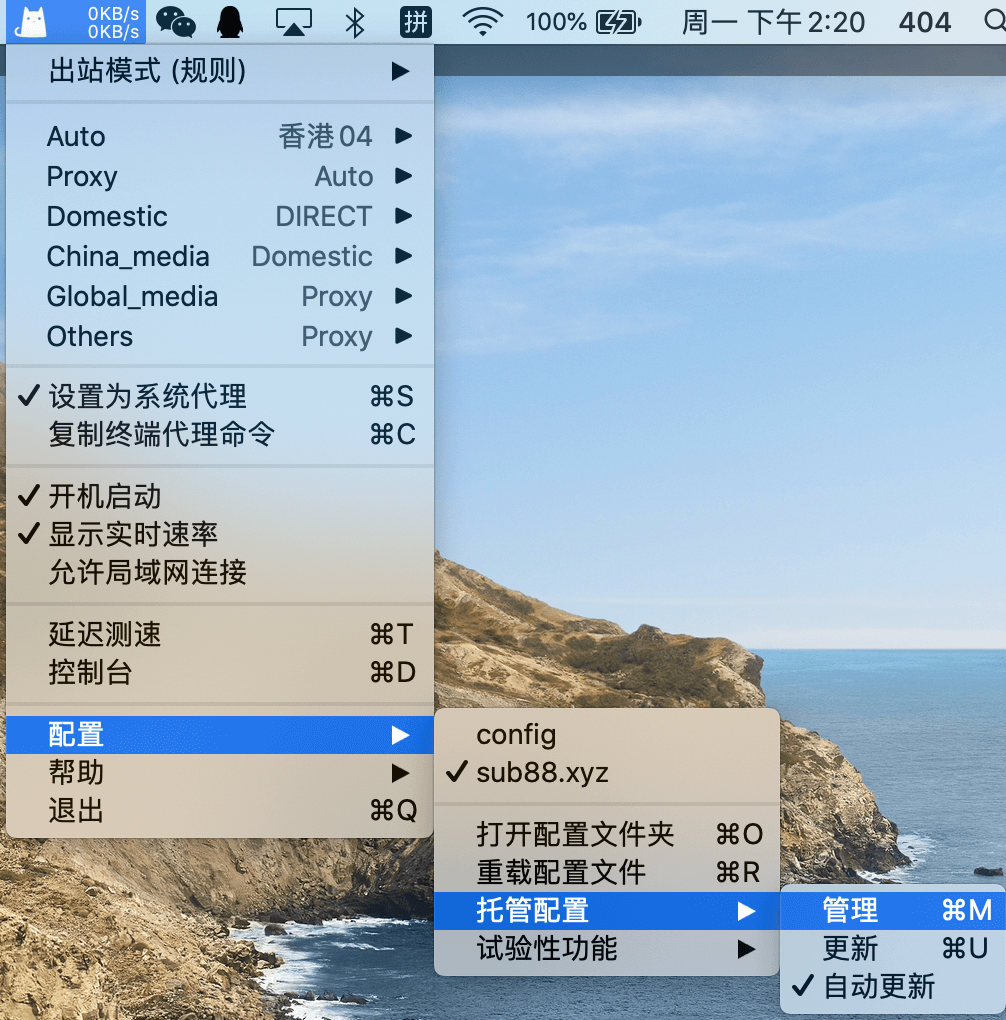 0KB/s
0KB/s
拼
100%
周一 下午2:20
404
出站模式 (规则)
Auto 香港04
Proxy Auto
Domestic DIRECT
China_media Domestic
Global_media Proxy
Others Proxy
设置为系统代理 ⌘S
复制终端代理命令 ⌘C
开机启动
显示实时速率
允许局域网连接
延迟测速 ⌘T
控制台 ⌘D
配置
帮助
退出 ⌘Q
config
sub88.xyz
打开配置文件夹 ⌘O
重载配置文件 ⌘R
托管配置
试验性功能
管理 ⌘M
更新 ⌘U
自动更新